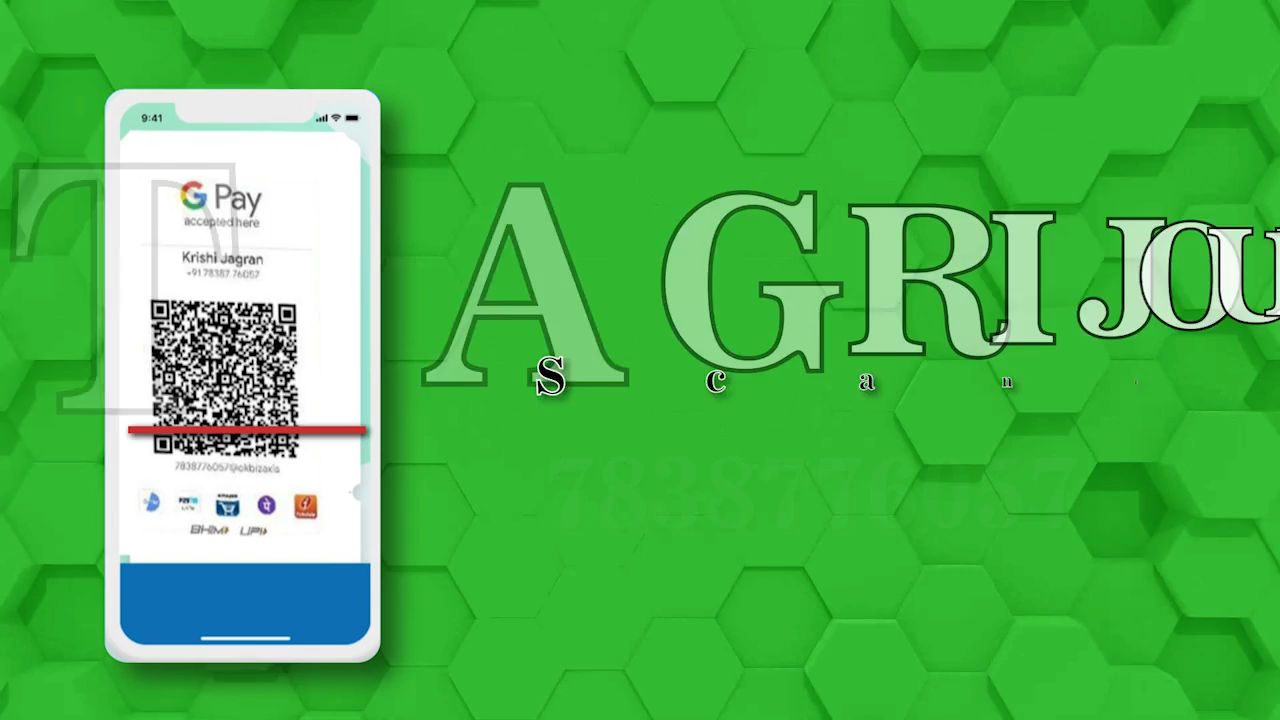 9:41
G Pay
accepted here
Krishi Jagran
+91 78387 76057
7838776057@okbizaxis
BHIM UPI
T A GRI JOU
S c a n